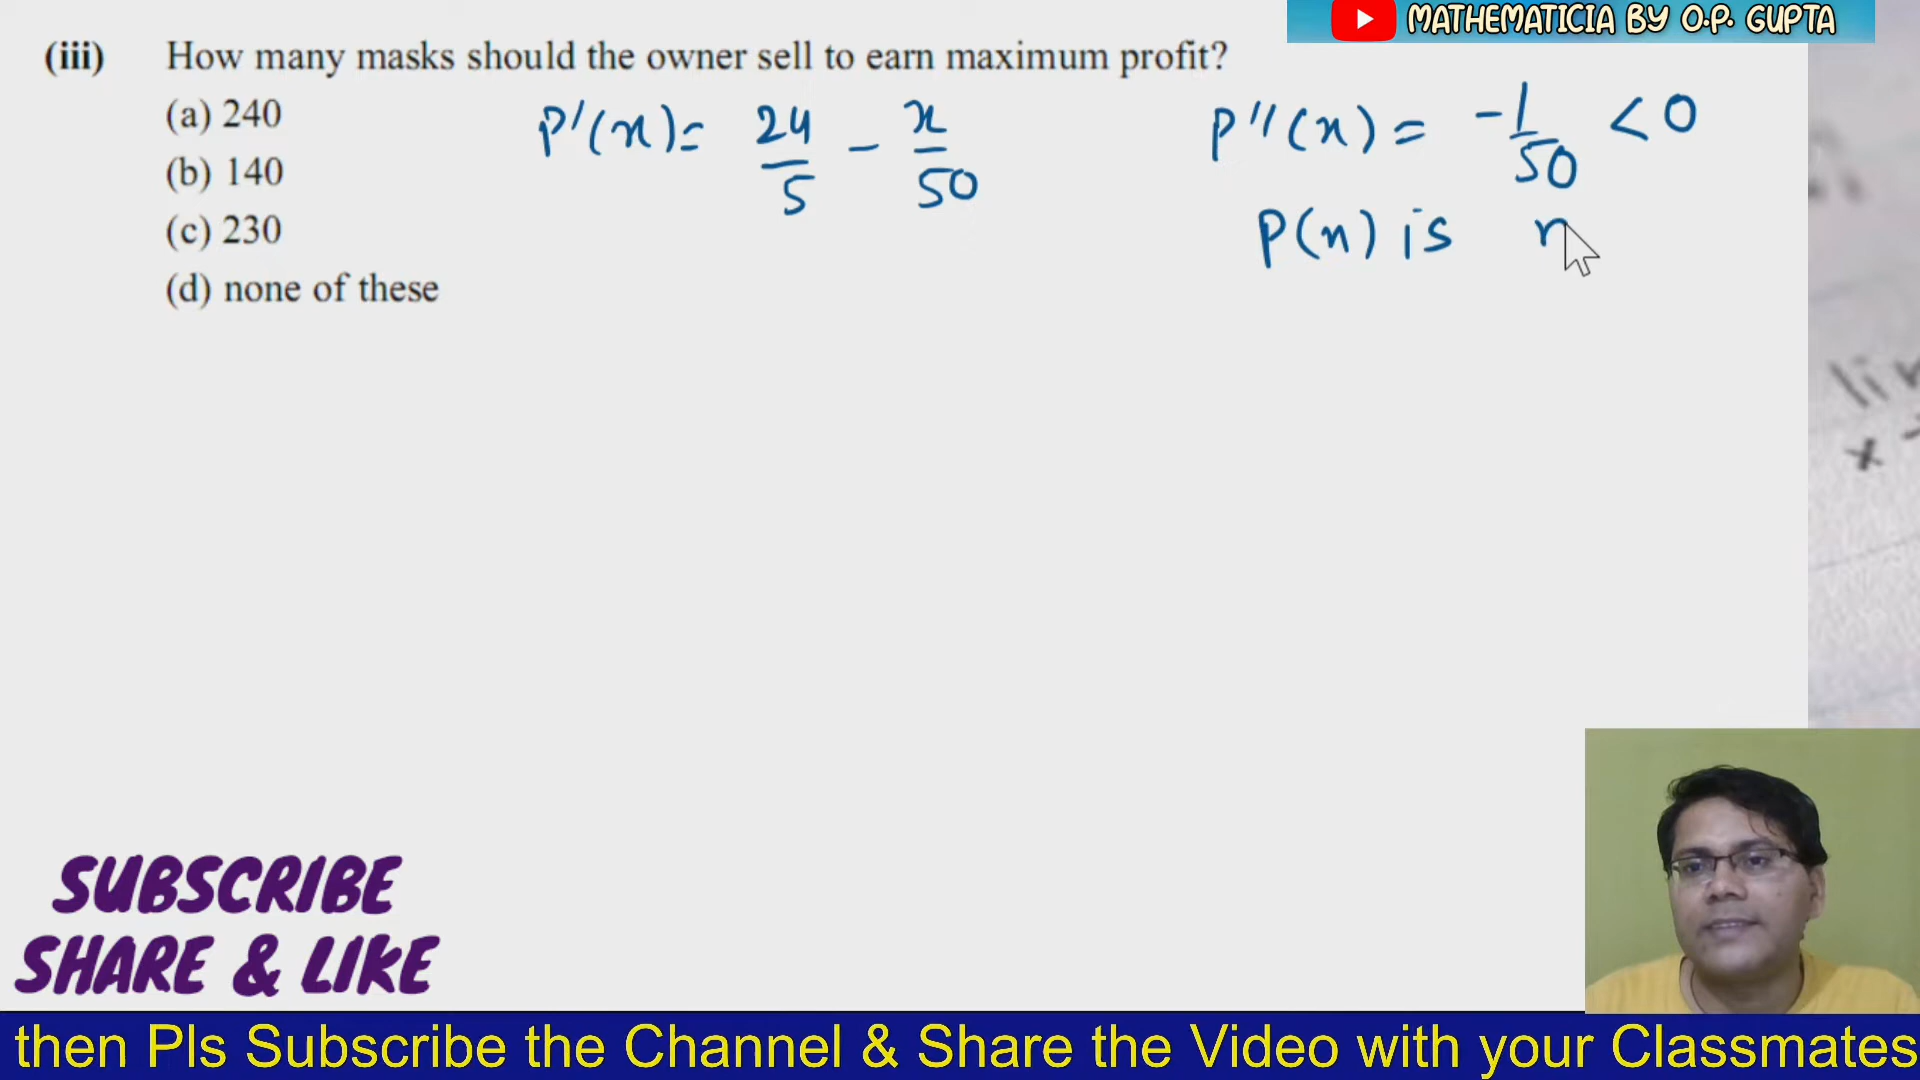 MATHEMATICIA BY O.P. GUPTA
(iii) How many masks should the owner sell to earn maximum profit?
(a) 240
(b) 140
(c) 230
(d) none of these
P'(x) = 24/5 - x/50
P''(x) = -1/50 < 0
P(x) is
lim
x →
SUBSCRIBE
SHARE & LIKE
then Pls Subscribe the Channel & Share the Video with your Classmates